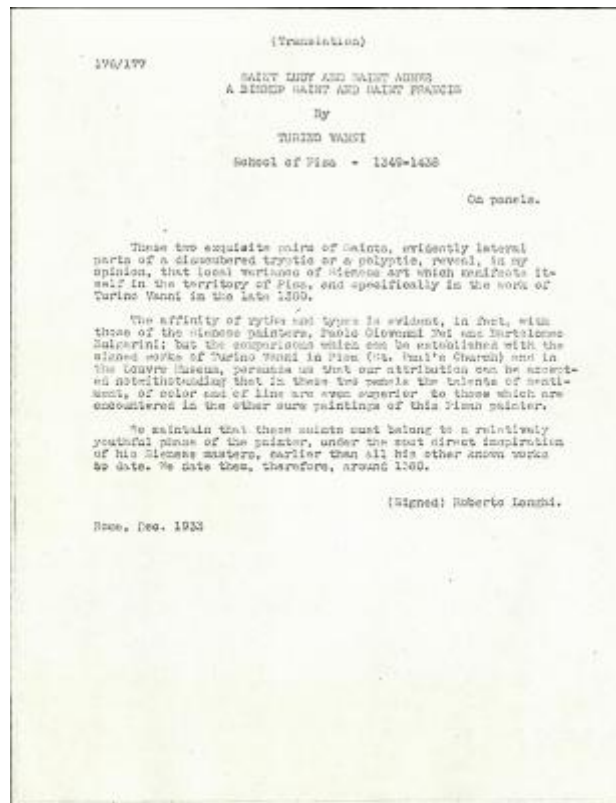 (Translation)
176/177
SAINT LUCY AND SAINT AGNES
A BISHOP SAINT AND SAINT FRANCIS
By
TURINO VANNI
School of Pisa - 1349-1438
On panels.
These two exquisite pairs of Saints, evidently lateral
parts of a dismembered tryptic or a polyptic, reveal, in my
opinion, that local variance of Sienese art which manifests it-
self in the territory of Pisa, and specifically in the work of
Turino Vanni in the late 1300.
The affinity of and types is evident, in fact, with
those of the Sienese painters, Paolo Giovanni Fei and Bartolomeo
Bulgarini; but the comparisons which can be established with the
signed works of Turino Vanni in Pisa (St. Paul's Church) and in
The Louvre Museum, persuade us that our attribution can be accept-
ed notwithstanding that in these two panels the talents of senti-
ment, of color and of line are even superior to those which are
encountered in the other sure paintings of this Pisan painter.
We maintain that these saints must belong to a relatively
youthful phase of the painter, under the most direct inspiration
of his Sienese masters, earlier than all his other known works
to date. We date them, therefore, around 1380.
(Signed) Roberto Longhi.
Rome, Dec. 1933